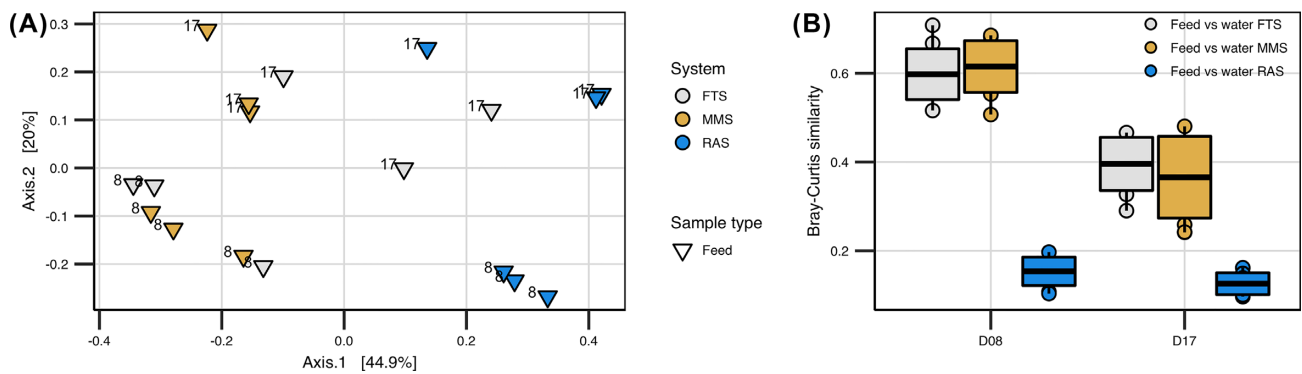 (A)
Axis.2 [20%]
0.3
0.2
0.1
0.0
-0.1
-0.2
17
17
17
17
17
17
17
17
17
8
8
8
8
8
8
8
8
8
-0.4
-0.2
0.0
0.2
0.4
Axis.1 [44.9%]
System
FTS
MMS
RAS
Sample type
Feed
(B)
Bray-Curtis similarity
0.6
0.4
0.2
Feed vs water FTS
Feed vs water MMS
Feed vs water RAS
D08
D17